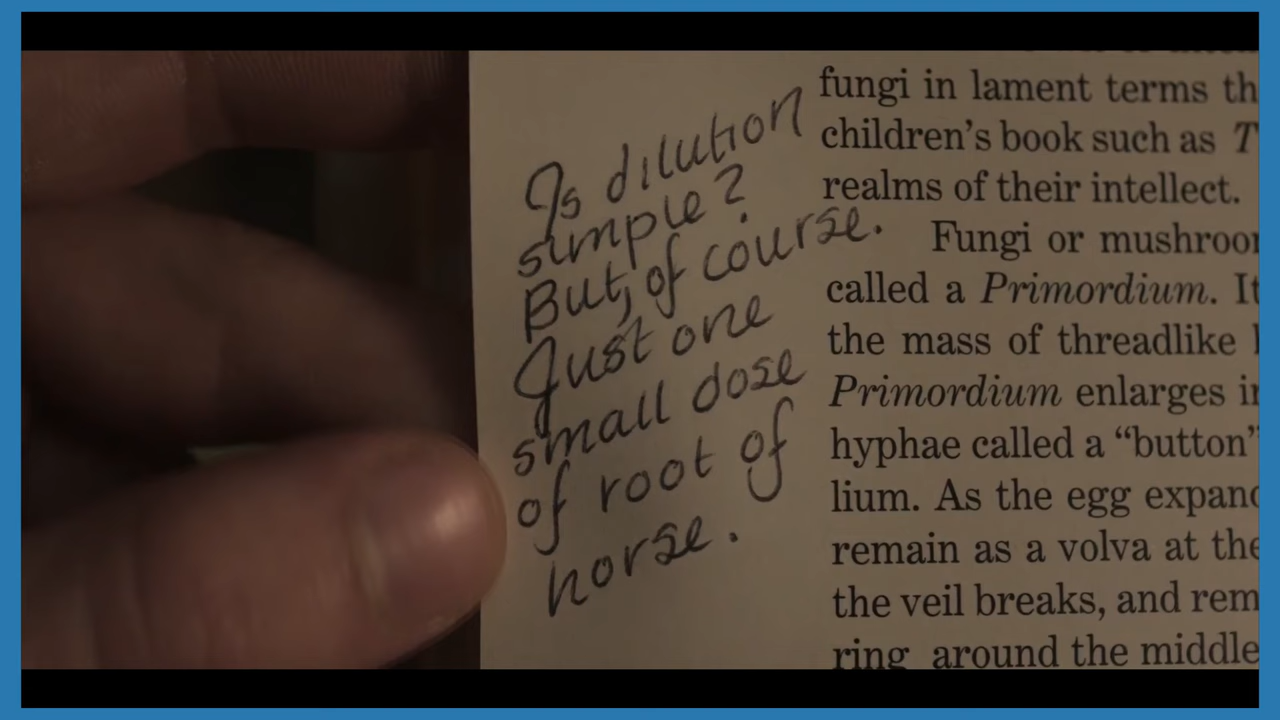 Is dilution
simple?
But, of course.
Just one
small dose
of root of
horse.
fungi in lament terms th
children's book such as T
realms of their intellect.
Fungi or mushroor
called a Primordium. It
the mass of threadlike
Primordium enlarges in
hyphae called a “button”
lium. As the egg expand
remain as a volva at the
the veil breaks, and rem
ring around the middle